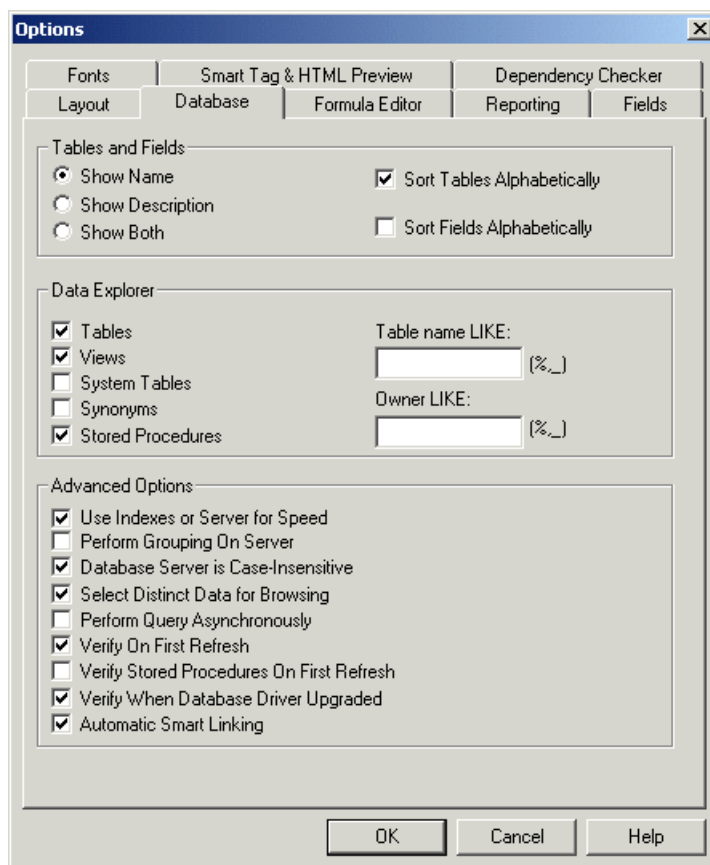 Options
Fonts Smart Tag & HTML Preview Dependency Checker
Layout Database Formula Editor Reporting Fields
Tables and Fields
Show Name
Show Description
Show Both
Sort Tables Alphabetically
Sort Fields Alphabetically
Data Explorer
Tables
Views
System Tables
Synonyms
Stored Procedures
Table name LIKE:
(%,_)
Owner LIKE:
(%,_)
Advanced Options
Use Indexes or Server for Speed
Perform Grouping On Server
Database Server is Case-Insensitive
Select Distinct Data for Browsing
Perform Query Asynchronously
Verify On First Refresh
Verify Stored Procedures On First Refresh
Verify When Database Driver Upgraded
Automatic Smart Linking
OK Cancel Help